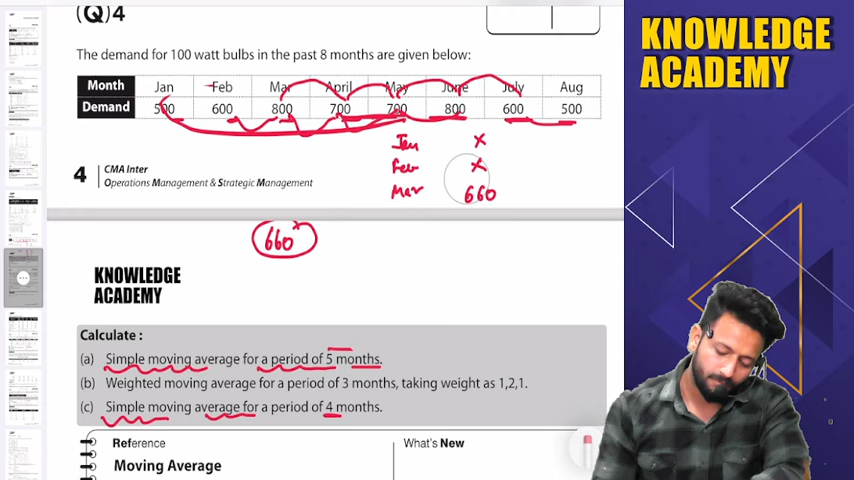 (Q)4
The demand for 100 watt bulbs in the past 8 months are given below:
Month Jan Feb Mar April May June July Aug
Demand 500 600 800 700 700 800 600 500
Jan x
Feb x
Mar 660
4 CMA Inter
Operations Management & Strategic Management
660
KNOWLEDGE
ACADEMY
Calculate :
(a) Simple moving average for a period of 5 months.
(b) Weighted moving average for a period of 3 months, taking weight as 1,2,1.
(c) Simple moving average for a period of 4 months.
Reference
What's New
Moving Average
KNOWLEDGE
ACADEMY